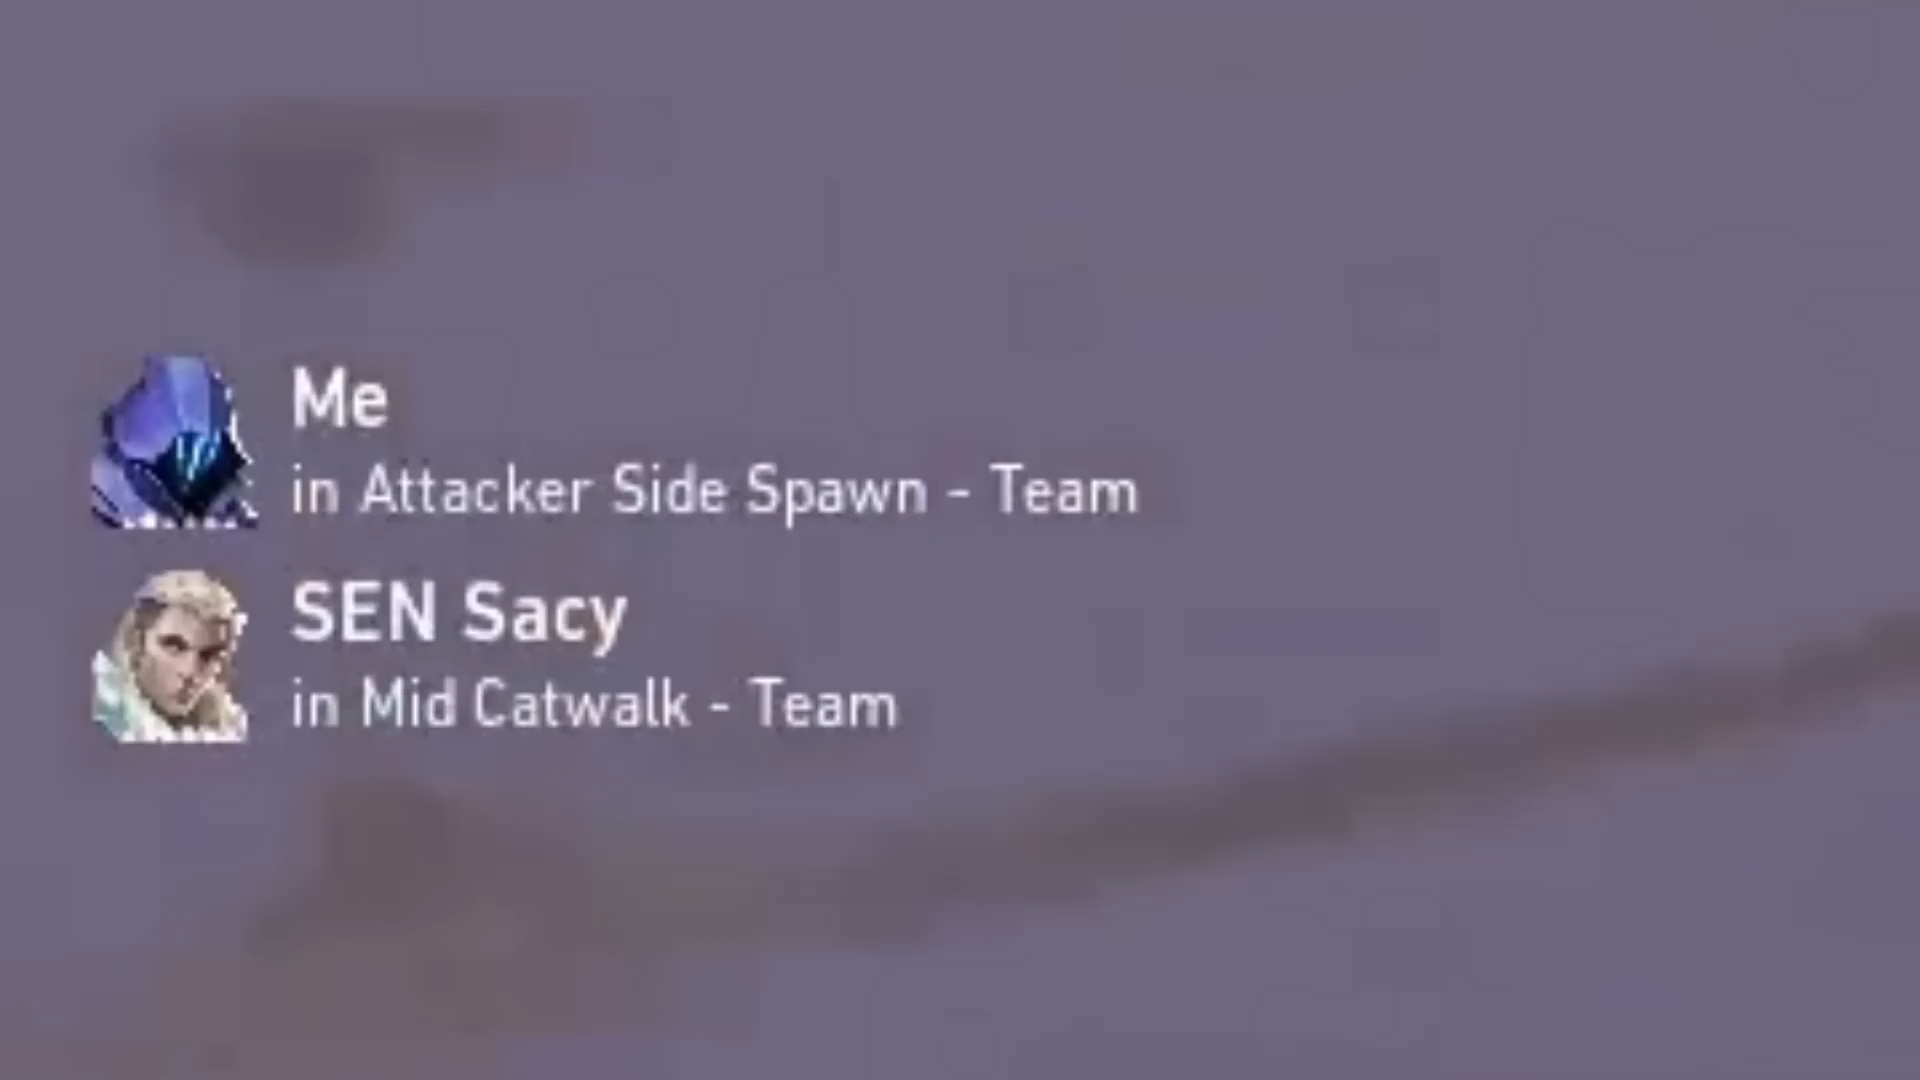 Me
in Attacker Side Spawn - Team
SEN Sacy
in Mid Catwalk - Team